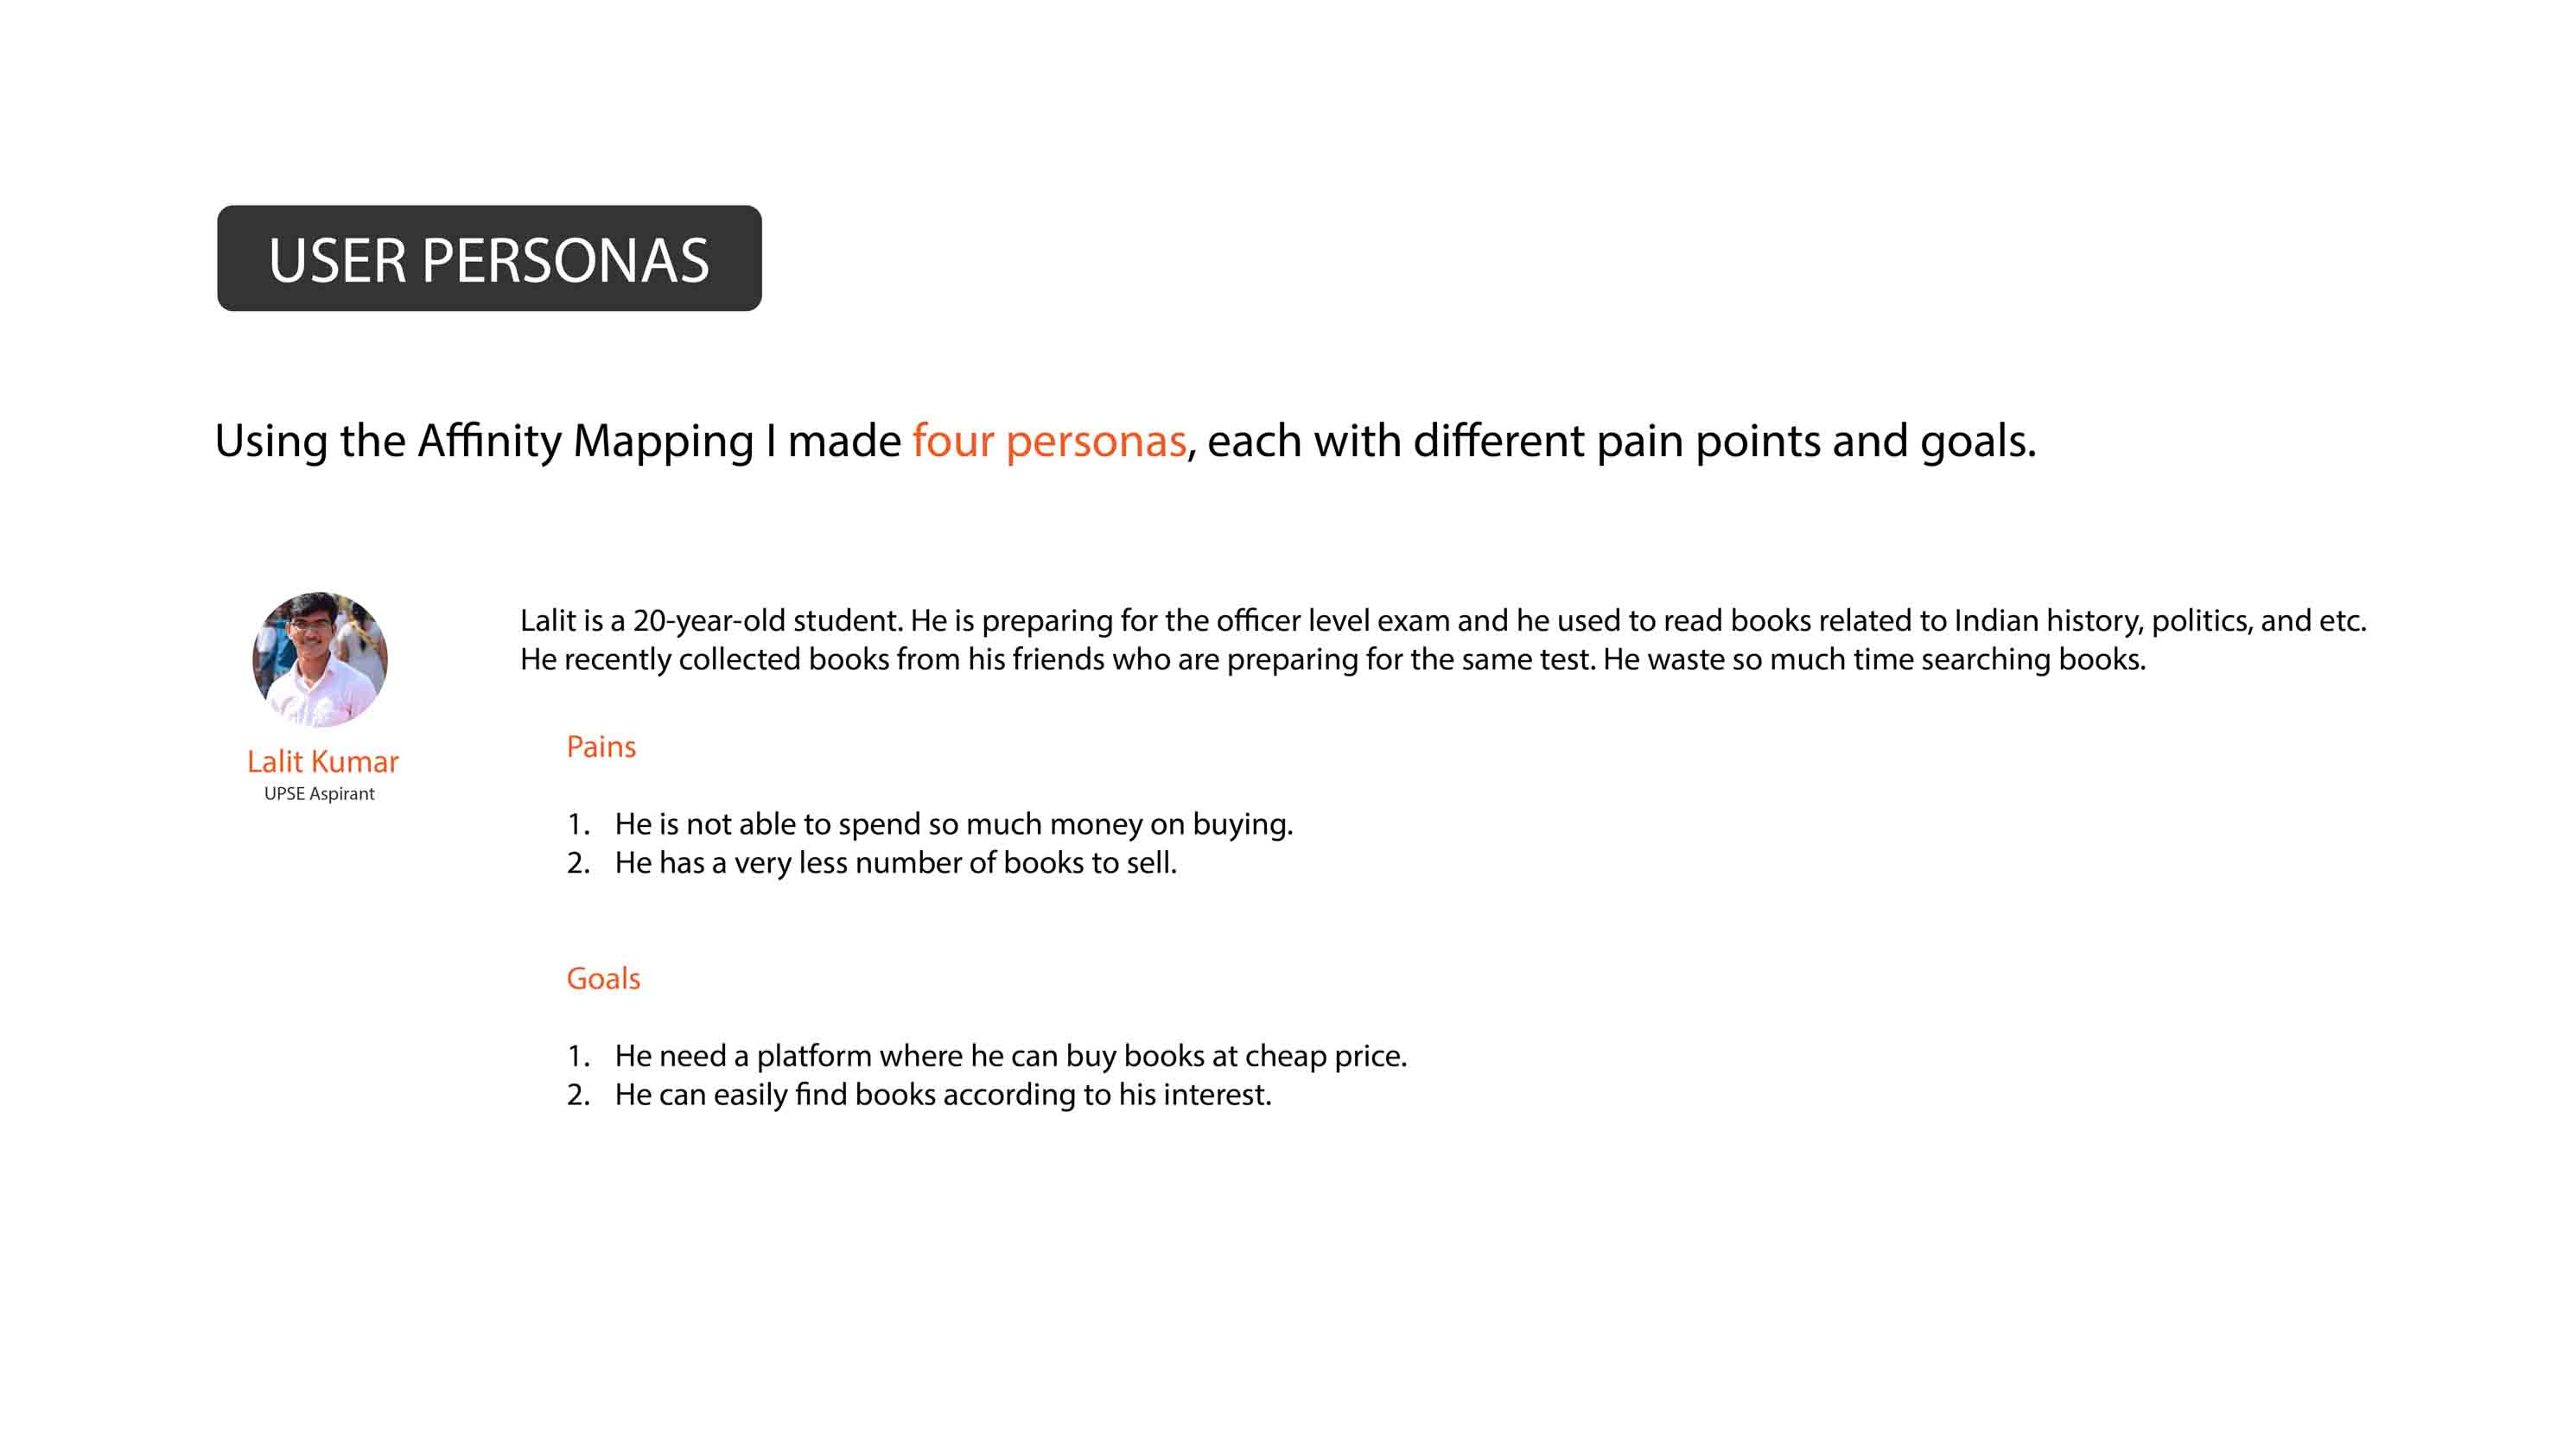 USER PERSONAS
Using the Affinity Mapping I made four personas, each with different pain points and goals.
Lalit is a 20-year-old student. He is preparing for the officer level exam and he used to read books related to Indian history, politics, and etc.
He recently collected books from his friends who are preparing for the same test. He waste so much time searching books.
Lalit Kumar
UPSE Aspirant
Pains
1. He is not able to spend so much money on buying.
2. He has a very less number of books to sell.
Goals
1. He need a platform where he can buy books at cheap price.
2. He can easily find books according to his interest.